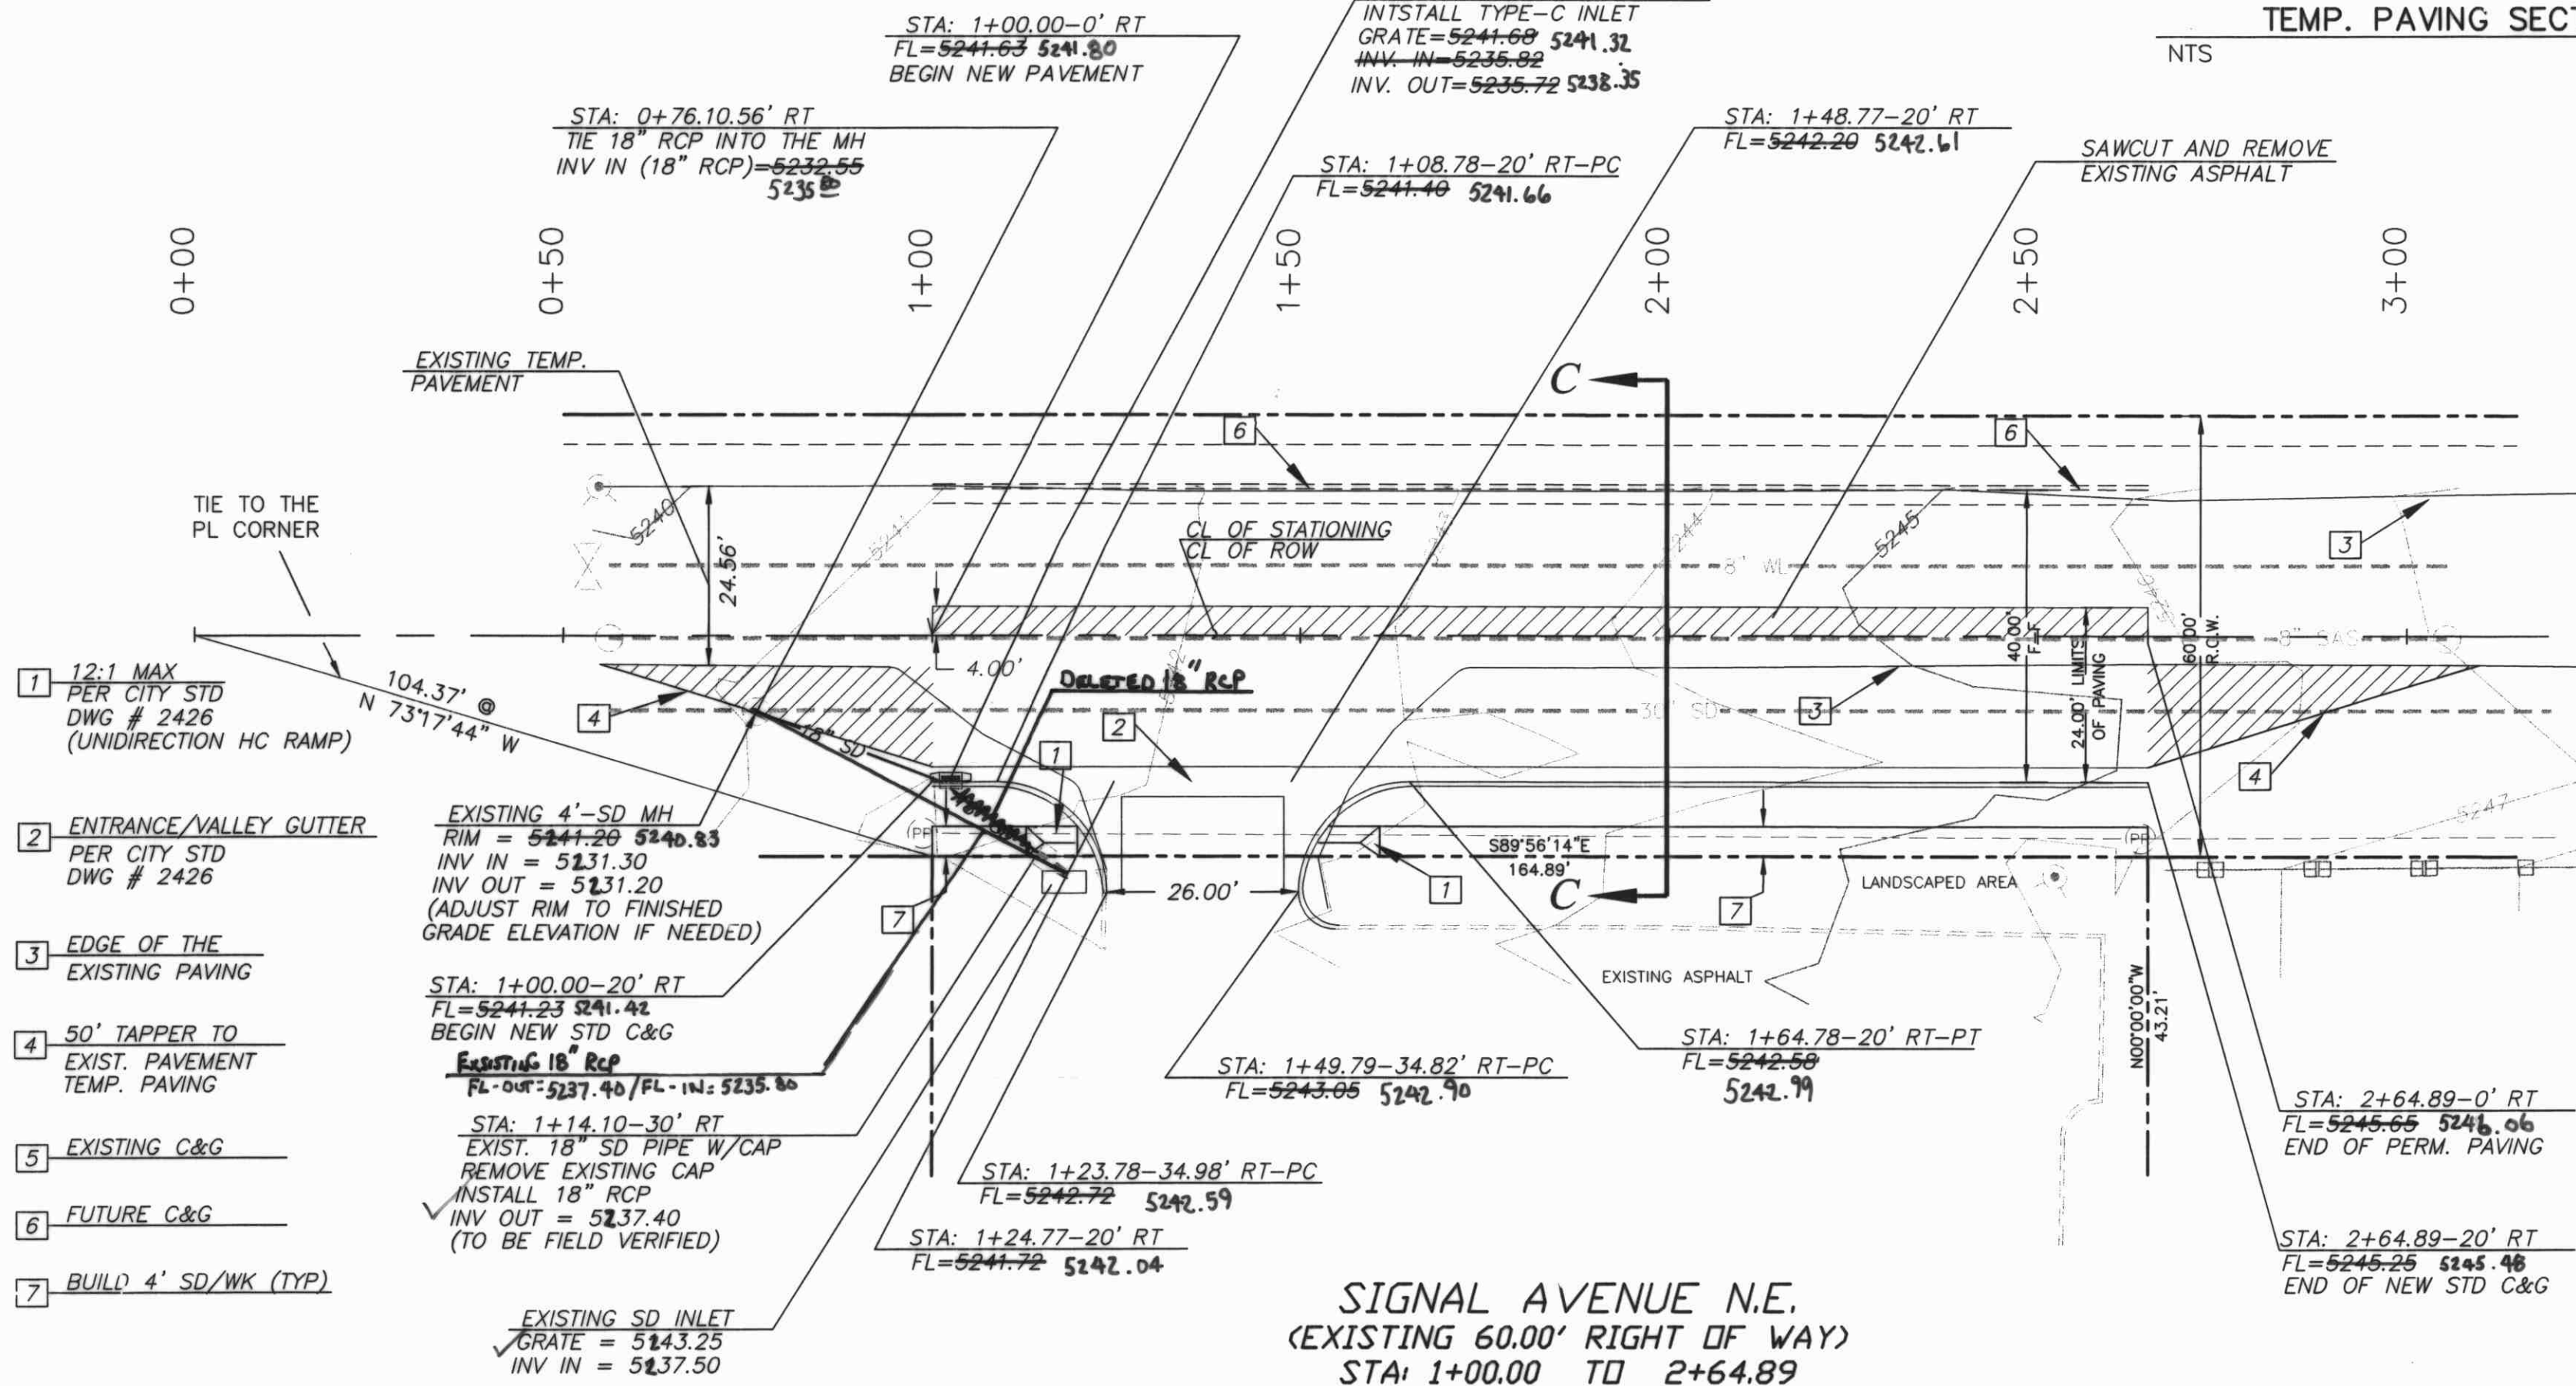 TEMP. PAVING SECT
NTS
STA: 1+00.00-0' RT
FL=5241.63 5241.80
BEGIN NEW PAVEMENT
INTSTALL TYPE-C INLET
GRATE=5241.68 5241.32
INV. IN=5235.82
INV. OUT=5235.72 5238.35
STA: 0+76.10.56' RT
TIE 18" RCP INTO THE MH
INV IN (18" RCP)=5232.55
5235.80
STA: 1+08.78-20' RT-PC
FL=5241.40 5241.66
STA: 1+48.77-20' RT
FL=5242.20 5242.61
SAWCUT AND REMOVE
EXISTING ASPHALT
0+00
0+50
1+00
1+50
2+00
2+50
3+00
EXISTING TEMP.
PAVEMENT
C
6
6
TIE TO THE
PL CORNER
5240
5241
24.56'
CL OF STATIONING
CL OF ROW
5243
5244
5245
5246
3
8" WL
40.00'
F-F
60.00'
R.O.W.
8" SAS
24.00' LIMITS
OF PAVING
4.00'
5242
DELETED 18" RCP
104.37' @
N 73°17'44" W
4
18" SD
2
1
30" SD
3
4
5247
1 12:1 MAX
PER CITY STD
DWG # 2426
(UNIDIRECTION HC RAMP)
2 ENTRANCE/VALLEY GUTTER
PER CITY STD
DWG # 2426
3 EDGE OF THE
EXISTING PAVING
4 50' TAPPER TO
EXIST. PAVEMENT
TEMP. PAVING
5 EXISTING C&G
6 FUTURE C&G
7 BUILD 4' SD/WK (TYP)
EXISTING 4'-SD MH
RIM = 5241.20 5240.83
INV IN = 5231.30
INV OUT = 5231.20
(ADJUST RIM TO FINISHED
GRADE ELEVATION IF NEEDED)
(PP)
(PP)
S89°56'14"E
164.89'
LANDSCAPED AREA
26.00'
C
1
7
7
STA: 1+00.00-20' RT
FL=5241.23 5241.42
BEGIN NEW STD C&G
EXSISTING 18" RCP
FL-OUT=5237.40/FL-IN=5235.80
EXISTING ASPHALT
N00°00'00"W
43.21'
STA: 1+14.10-30' RT
EXIST. 18" SD PIPE W/CAP
REMOVE EXISTING CAP
INSTALL 18" RCP
INV OUT = 5237.40
(TO BE FIELD VERIFIED)
STA: 1+49.79-34.82' RT-PC
FL=5243.05 5242.90
STA: 1+64.78-20' RT-PT
FL=5242.58
5242.99
STA: 2+64.89-0' RT
FL=5245.65 5246.06
END OF PERM. PAVING
STA: 1+23.78-34.98' RT-PC
FL=5242.72 5242.59
STA: 1+24.77-20' RT
FL=5241.72 5242.04
STA: 2+64.89-20' RT
FL=5245.25 5245.48
END OF NEW STD C&G
EXISTING SD INLET
GRATE = 5243.25
INV IN = 5237.50
SIGNAL AVENUE N.E.
(EXISTING 60.00' RIGHT OF WAY)
STA: 1+00.00 TO 2+64.89